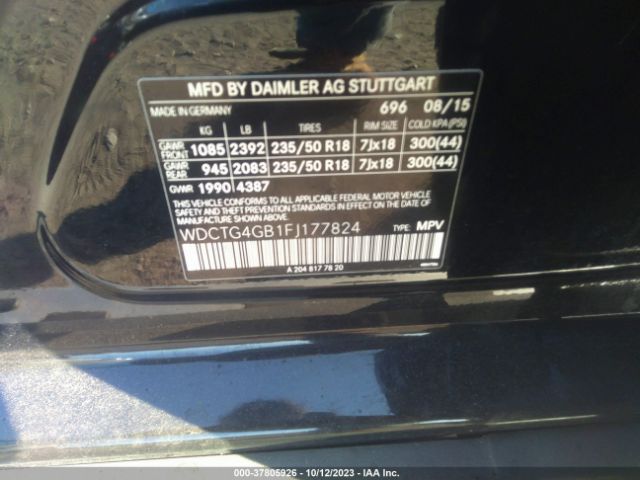 MFD BY DAIMLER AG STUTTGART
MADE IN GERMANY 696 08/15
KG LB TIRES RIM SIZE COLD KPA(PSI)
GAWR FRONT 1085 2392 235/50 R18 7Jx18 300(44)
GAWR REAR 945 2083 235/50 R18 7Jx18 300(44)
GVWR 1990 4387
THIS VEHICLE CONFORMS TO ALL APPLICABLE FEDERAL MOTOR VEHICLE
SAFETY AND THEFT PREVENTION STANDARDS IN EFFECT ON THE DATE OF
MANUFACTURE SHOWN ABOVE.
WDCTG4GB1FJ177824 TYPE: MPV
A 204 817 78 20
000-37805926 - 10/12/2023 - IAA Inc.